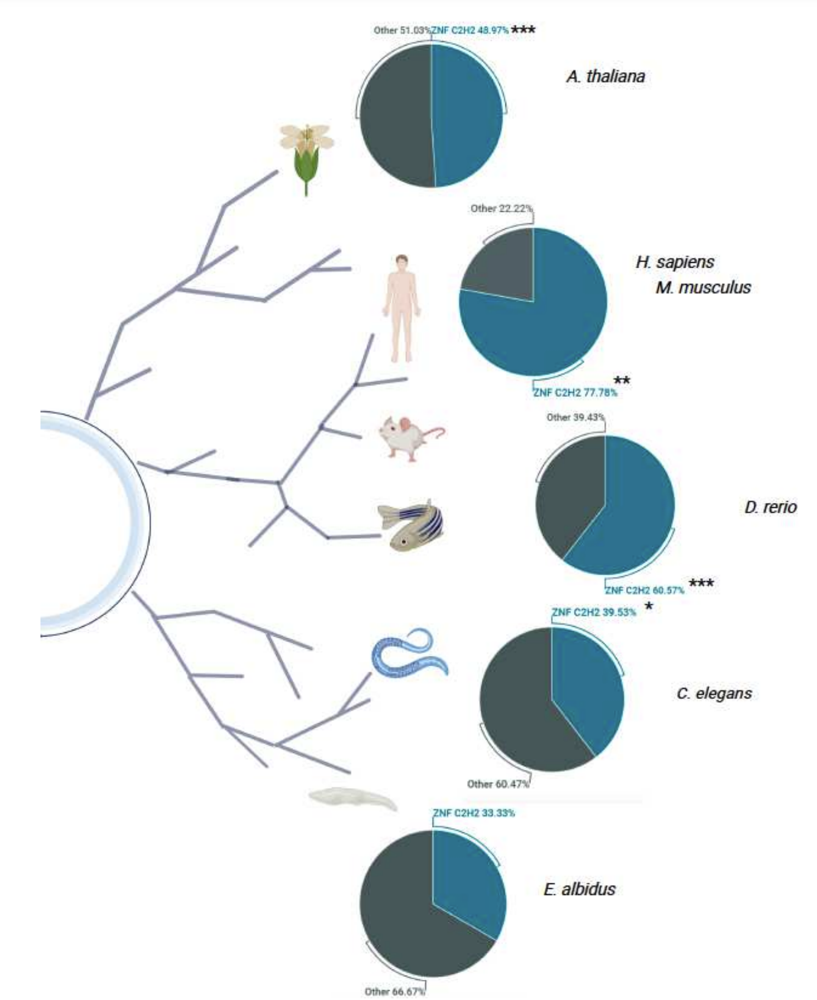 Other 51.03% ZNF C2H2 48.97% ***
A. thaliana
Other 22.22%
H. sapiens
M. musculus
**
ZNF C2H2 77.78%
Other 39.43%
D. rerio
ZNF C2H2 60.57% ***
ZNF C2H2 39.53% *
C. elegans
Other 60.47%
ZNF C2H2 33.33%
E. albidus
Other 66.67%